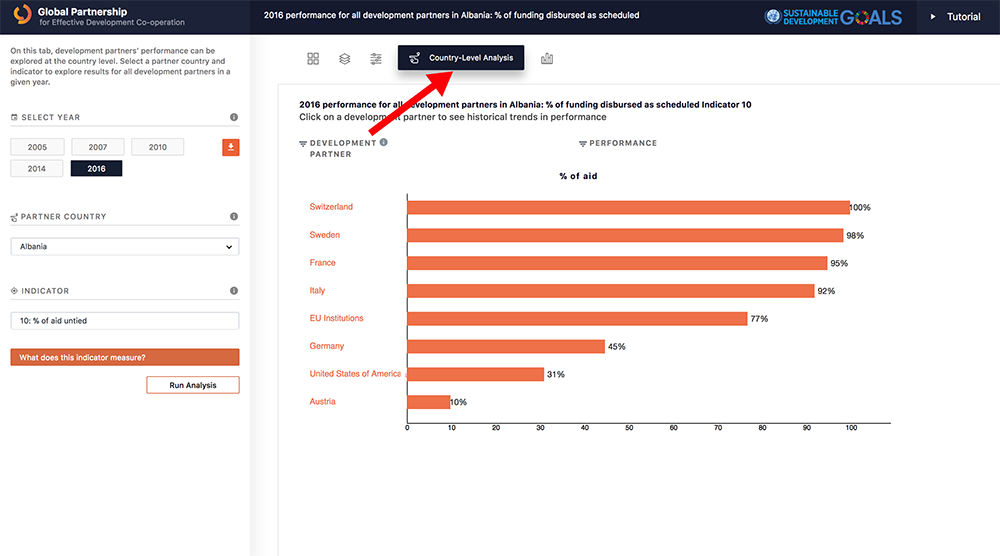 Global Partnership
for Effective Development Co-operation
2016 performance for all development partners in Albania: % of funding disbursed as scheduled
SUSTAINABLE
DEVELOPMENT
GOALS
Tutorial
On this tab, development partners' performance can be
explored at the country level. Select a partner country and
indicator to explore results for all development partners in a
given year.
SELECT YEAR
2005
2007
2010
2014
2016
PARTNER COUNTRY
Albania
INDICATOR
10: % of aid untied
What does this indicator measure?
Run Analysis
Country-Level Analysis
2016 performance for all development partners in Albania: % of funding disbursed as scheduled Indicator 10
Click on a development partner to see historical trends in performance
DEVELOPMENT
PARTNER
PERFORMANCE
% of aid
Switzerland 100%
Sweden 98%
France 95%
Italy 92%
EU Institutions 77%
Germany 45%
United States of America 31%
Austria 10%
0 10 20 30 40 50 60 70 80 90 100